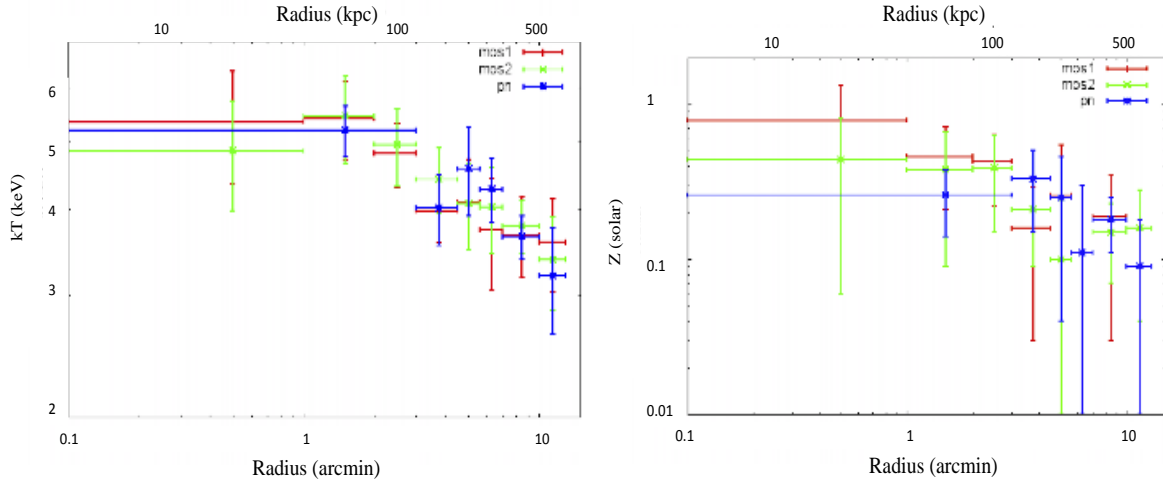 Radius (kpc)
10 100 500
mos1
mos2
pn
6
5
4
3
2
kT (keV)
0.1 1 10
Radius (arcmin)
Radius (kpc)
10 100 500
mos1
mos2
pn
1
0.1
0.01
Z (solar)
0.1 1 10
Radius (arcmin)